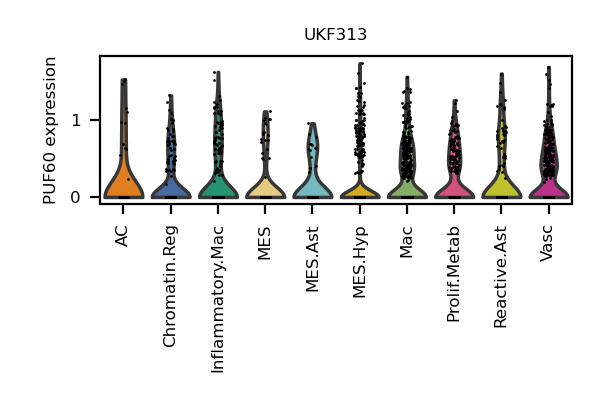 UKF313
PUF60 expression
1
0
AC
Chromatin.Reg
Inflammatory.Mac
MES
MES.Ast
MES.Hyp
Mac
Prolif.Metab
Reactive.Ast
Vasc